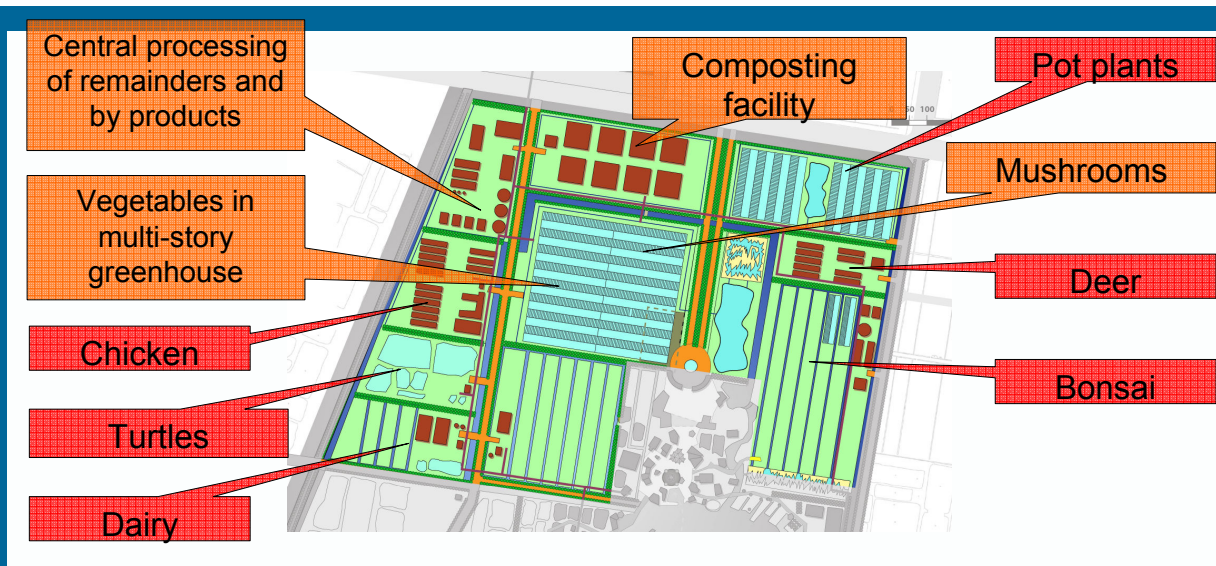 Central processing
of remainders and
by products
Composting
facility
Pot plants
100
Mushrooms
Vegetables in
multi-story
greenhouse
Deer
Chicken
Bonsai
Turtles
Dairy